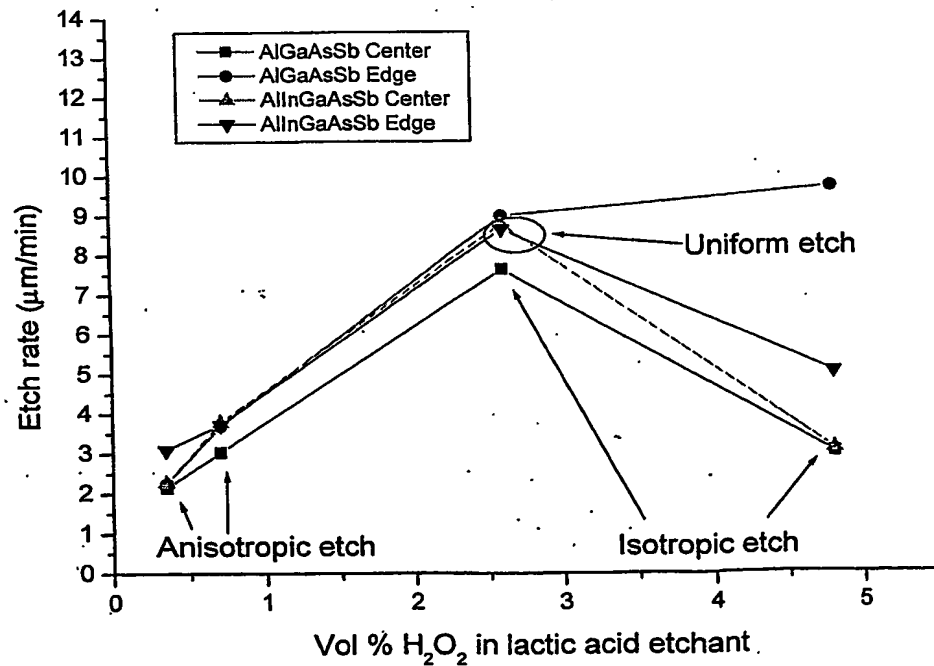 14
13
12
11
10
9
8
7
6
5
4
3
2
1
0
Etch rate (μm/min)
AlGaAsSb Center
AlGaAsSb Edge
AlInGaAsSb Center
AlInGaAsSb Edge
Uniform etch
Anisotropic etch
Isotropic etch
0 1 2 3 4 5
Vol % H₂O₂ in lactic acid etchant